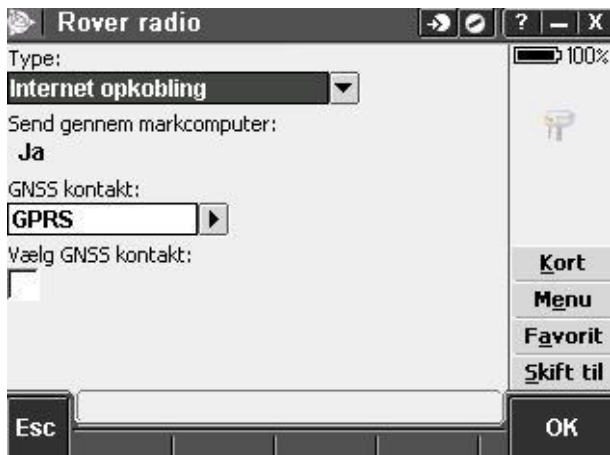 Rover radio
? – X
Type:
100%
Internet opkobling
Send gennem markcomputer:
Ja
GNSS kontakt:
GPRS
Vælg GNSS kontakt:
Kort
Menu
Favorit
Skift til
Esc
OK